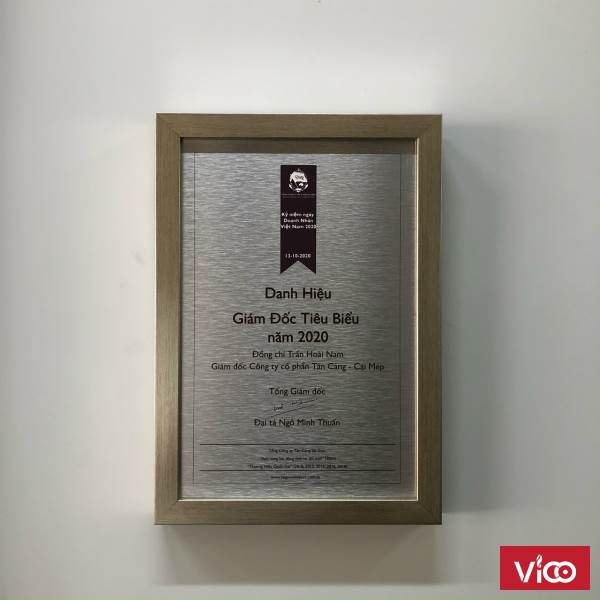 Kỷ niệm ngày
Doanh Nhân
Việt Nam 2020
13-10-2020
Danh Hiệu
Giám Đốc Tiêu Biểu
năm 2020
Đồng chí Trần Hoài Nam
Giám đốc Công ty cổ phần Tân Cảng - Cái Mép
Tổng Giám đốc
Đại tá Ngô Minh Thuấn
ViCO